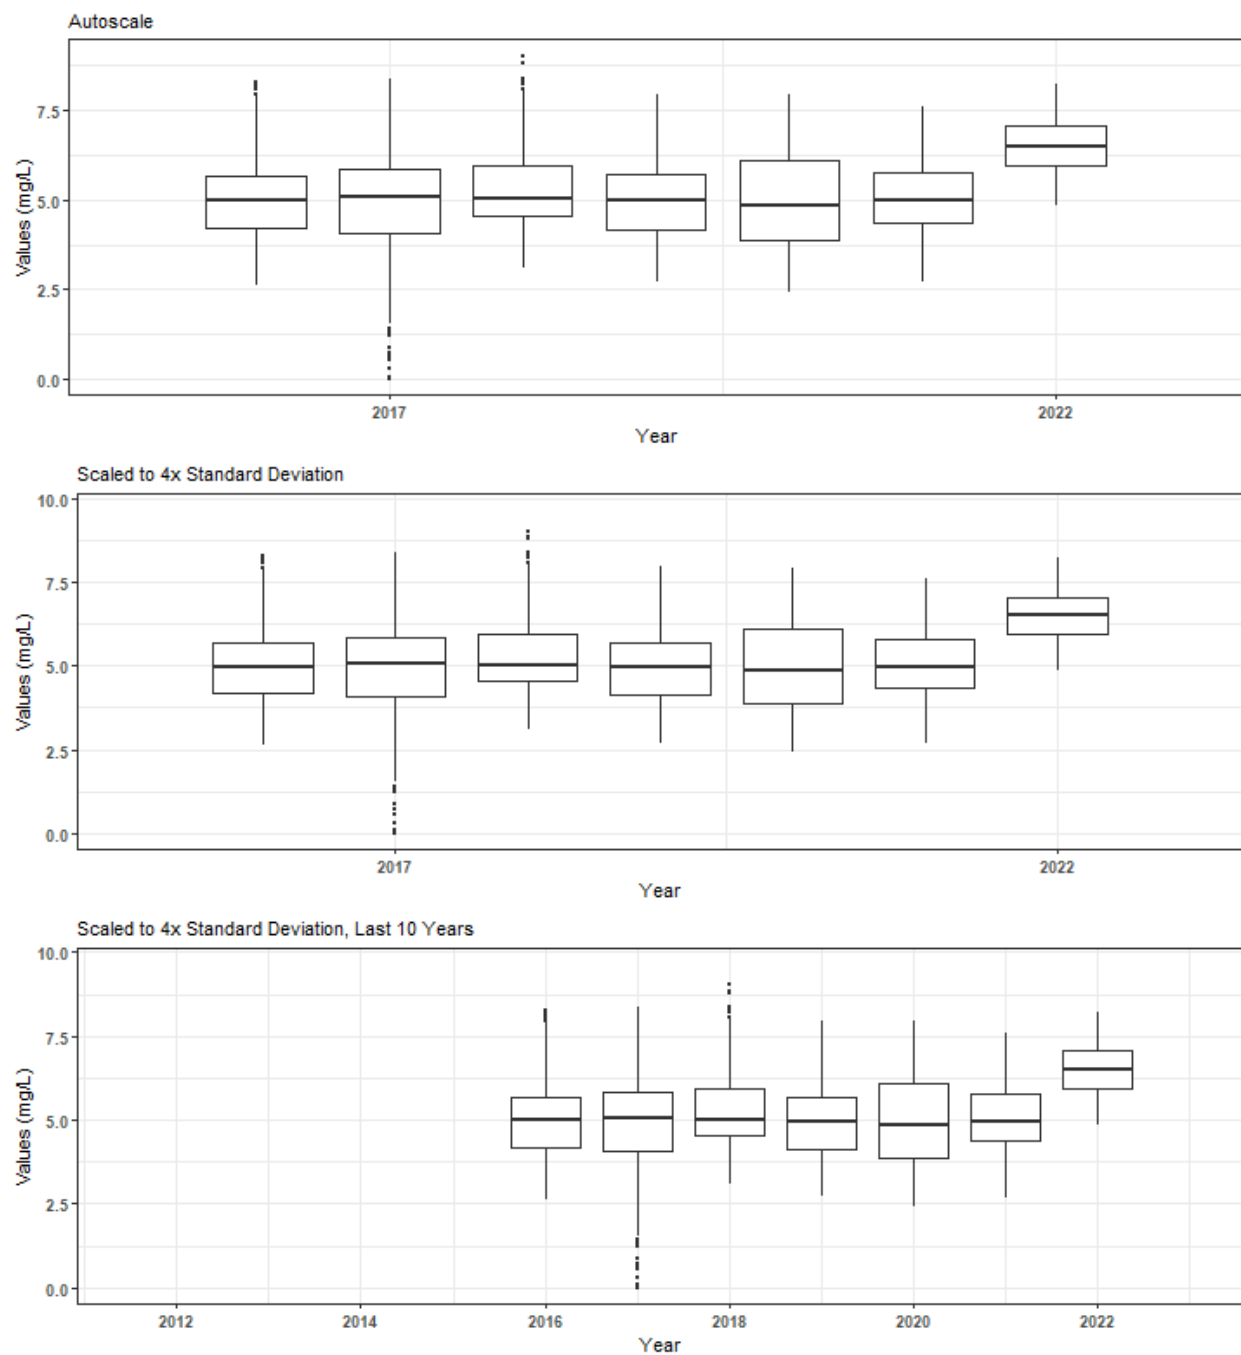 Autoscale
Values (mg/L)
7.5
5.0
2.5
0.0
2017 2022
Year
Scaled to 4x Standard Deviation
Values (mg/L)
10.0
7.5
5.0
2.5
0.0
2017 2022
Year
Scaled to 4x Standard Deviation, Last 10 Years
Values (mg/L)
10.0
7.5
5.0
2.5
0.0
2012 2014 2016 2018 2020 2022
Year